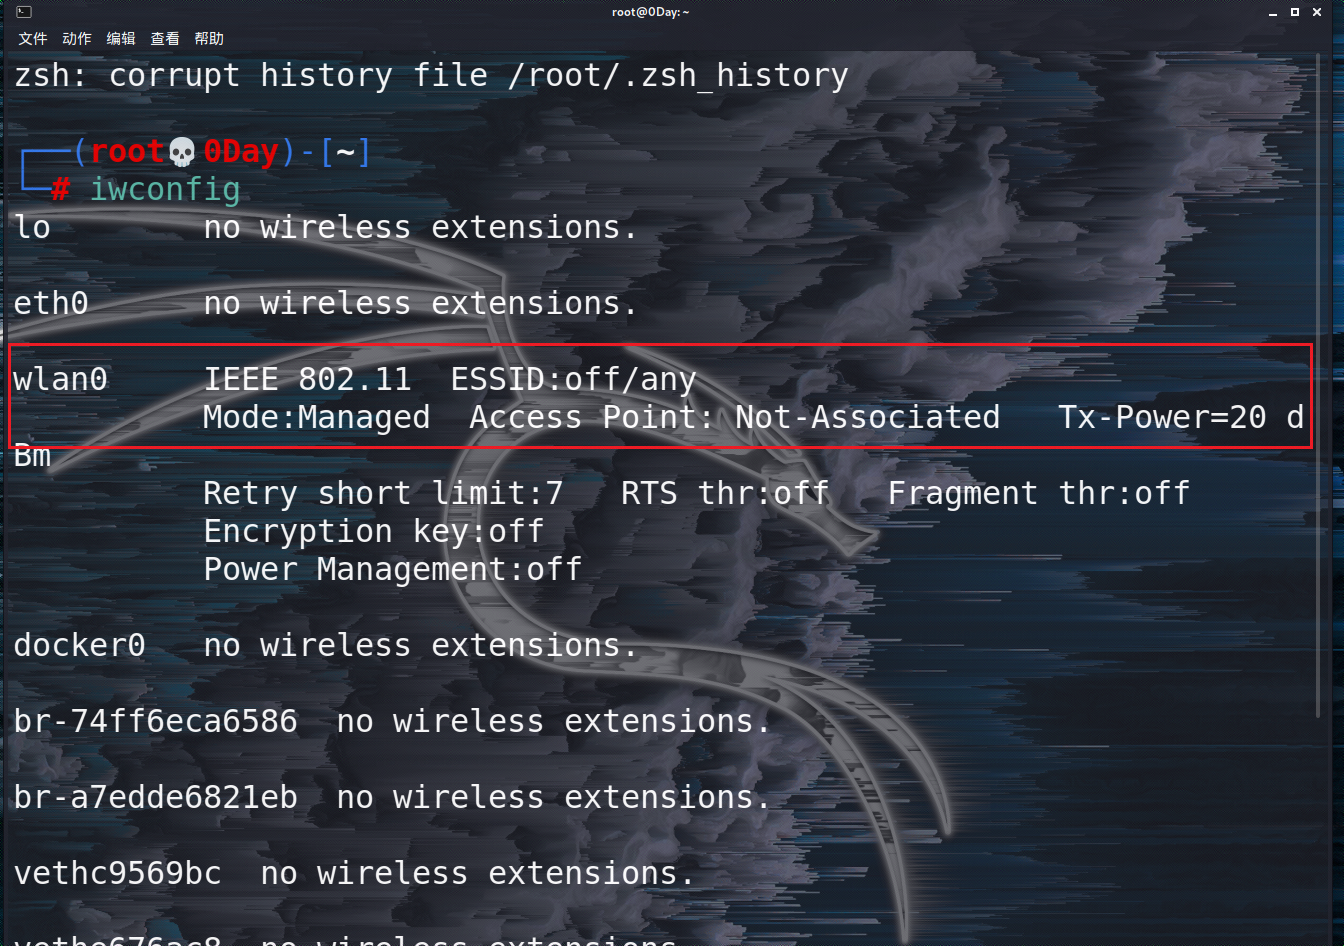 root@0Day: ~
文件 动作 编辑 查看 帮助
zsh: corrupt history file /root/.zsh_history
┌──(root💀0Day)-[~]
└─# iwconfig
lo        no wireless extensions.
eth0      no wireless extensions.
wlan0     IEEE 802.11  ESSID:off/any
Mode:Managed  Access Point: Not-Associated   Tx-Power=20 d
Bm
Retry short limit:7   RTS thr:off   Fragment thr:off
Encryption key:off
Power Management:off
docker0   no wireless extensions.
br-74ff6eca6586  no wireless extensions.
br-a7edde6821eb  no wireless extensions.
vethc9569bc  no wireless extensions.
no wireless extensions.